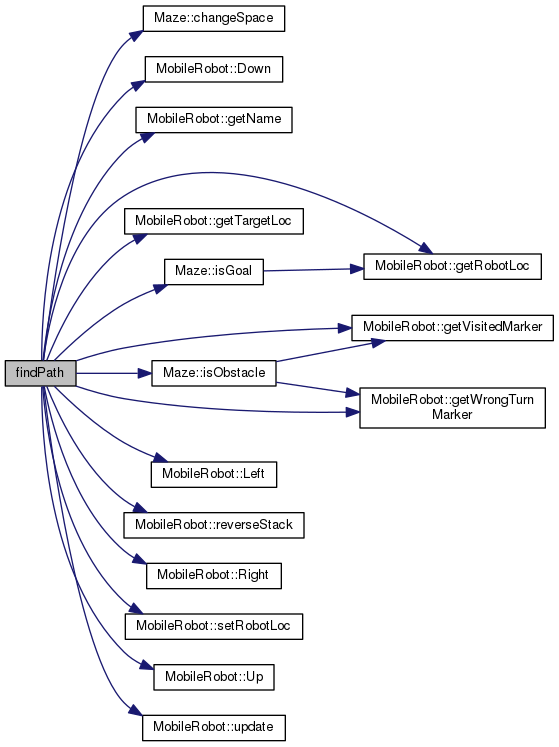 Maze::changeSpace
MobileRobot::Down
MobileRobot::getName
MobileRobot::getTargetLoc
Maze::isGoal
MobileRobot::getRobotLoc
MobileRobot::getVisitedMarker
findPath
Maze::isObstacle
MobileRobot::getWrongTurn
Marker
MobileRobot::Left
MobileRobot::reverseStack
MobileRobot::Right
MobileRobot::setRobotLoc
MobileRobot::Up
MobileRobot::update